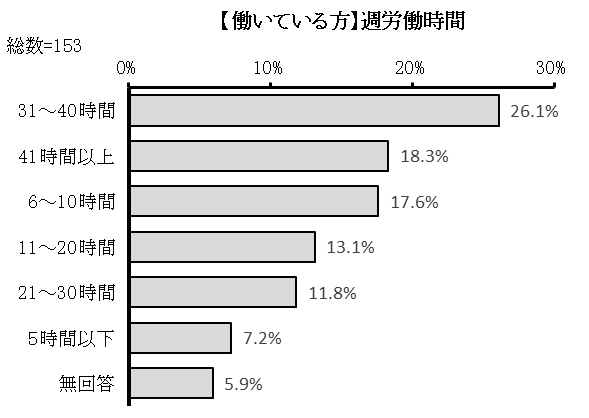 【働いている方】週労働時間
総数=153
0% 10% 20% 30%
31～40時間 26.1%
41時間以上 18.3%
6～10時間 17.6%
11～20時間 13.1%
21～30時間 11.8%
5時間以下 7.2%
無回答 5.9%